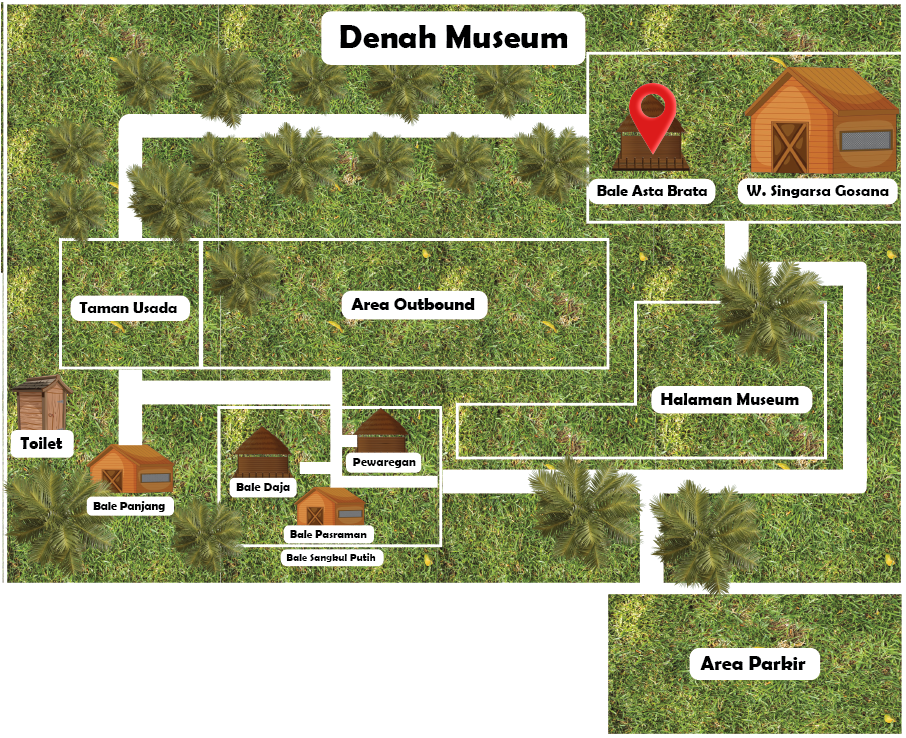 Denah Museum
Bale Asta Brata
W. Singarsa Gosana
Taman Usada
Area Outbound
Halaman Museum
Toilet
Pewaregan
Bale Daja
Bale Panjang
Bale Pasraman
Bale Sangkul Putih
Area Parkir